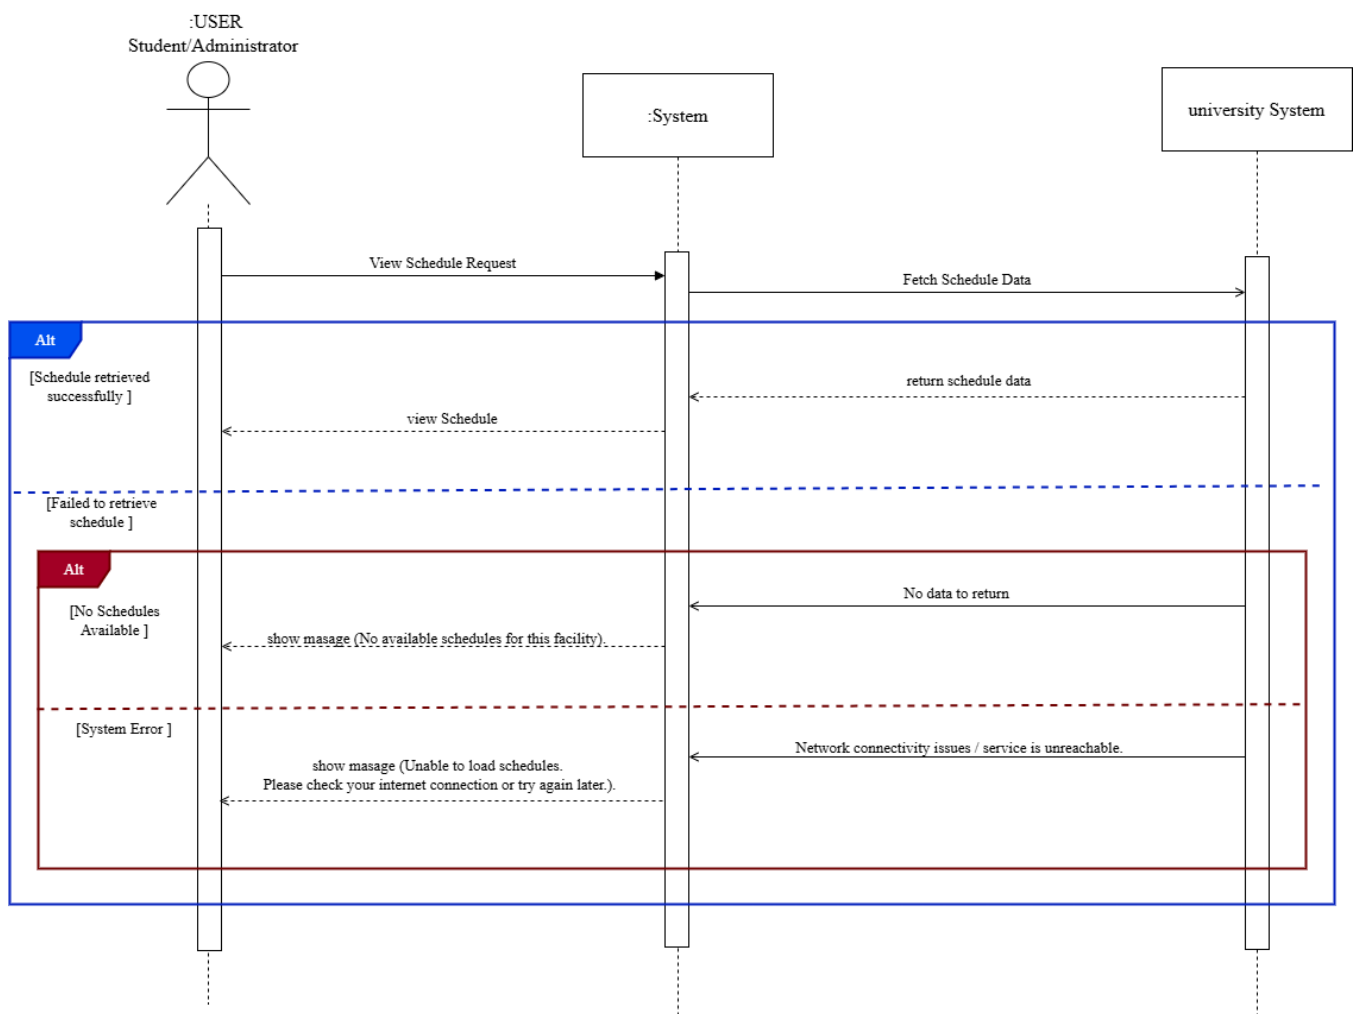 :USER
Student/Administrator
:System
university System
View Schedule Request
Fetch Schedule Data
Alt
[Schedule retrieved
successfully ]
return schedule data
view Schedule
[Failed to retrieve
schedule ]
Alt
[No Schedules
Available ]
No data to return
show masage (No available schedules for this facility).
[System Error ]
Network connectivity issues / service is unreachable.
show masage (Unable to load schedules.
Please check your internet connection or try again later.).